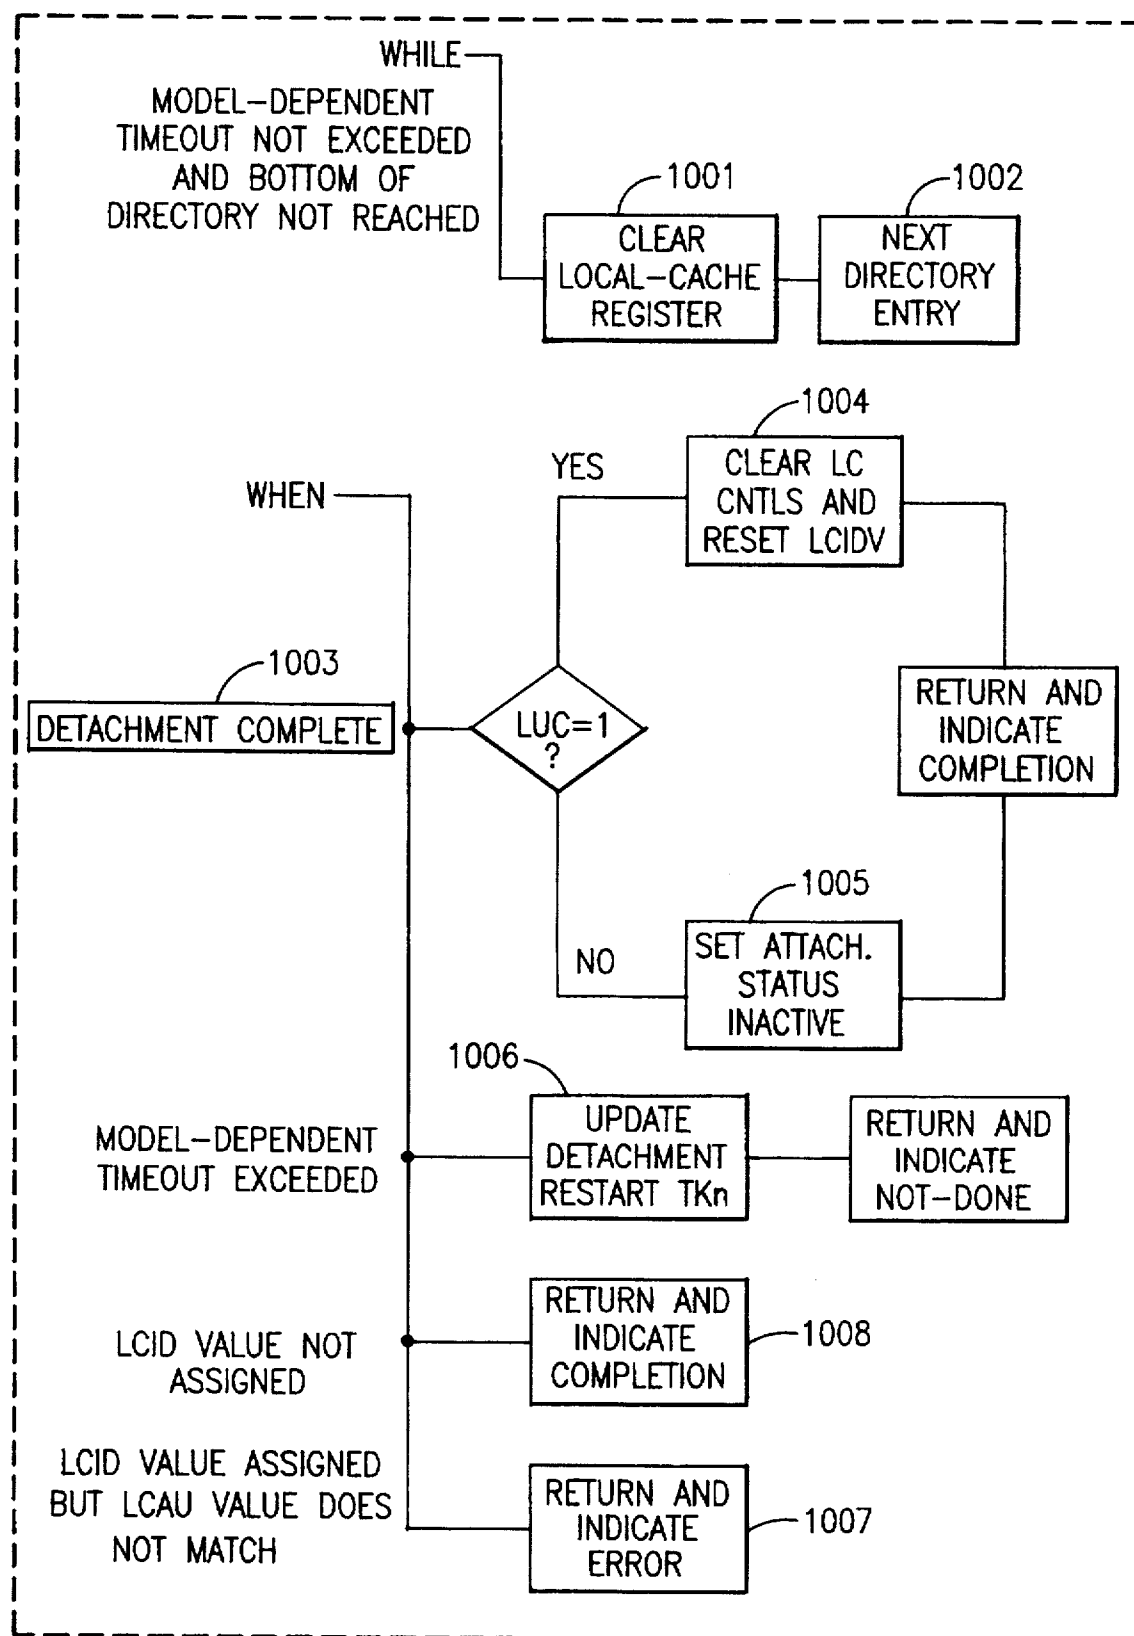 WHILE
MODEL-DEPENDENT
TIMEOUT NOT EXCEEDED
AND BOTTOM OF
DIRECTORY NOT REACHED
1001
CLEAR
LOCAL-CACHE
REGISTER
1002
NEXT
DIRECTORY
ENTRY
WHEN
1003
DETACHMENT COMPLETE
LUC=1
?
YES
1004
CLEAR LC
CNTLS AND
RESET LCIDV
RETURN AND
INDICATE
COMPLETION
NO
1005
SET ATTACH.
STATUS
INACTIVE
MODEL-DEPENDENT
TIMEOUT EXCEEDED
1006
UPDATE
DETACHMENT
RESTART TKn
RETURN AND
INDICATE
NOT-DONE
LCID VALUE NOT
ASSIGNED
RETURN AND
INDICATE
COMPLETION
1008
LCID VALUE ASSIGNED
BUT LCAU VALUE DOES
NOT MATCH
RETURN AND
INDICATE
ERROR
1007